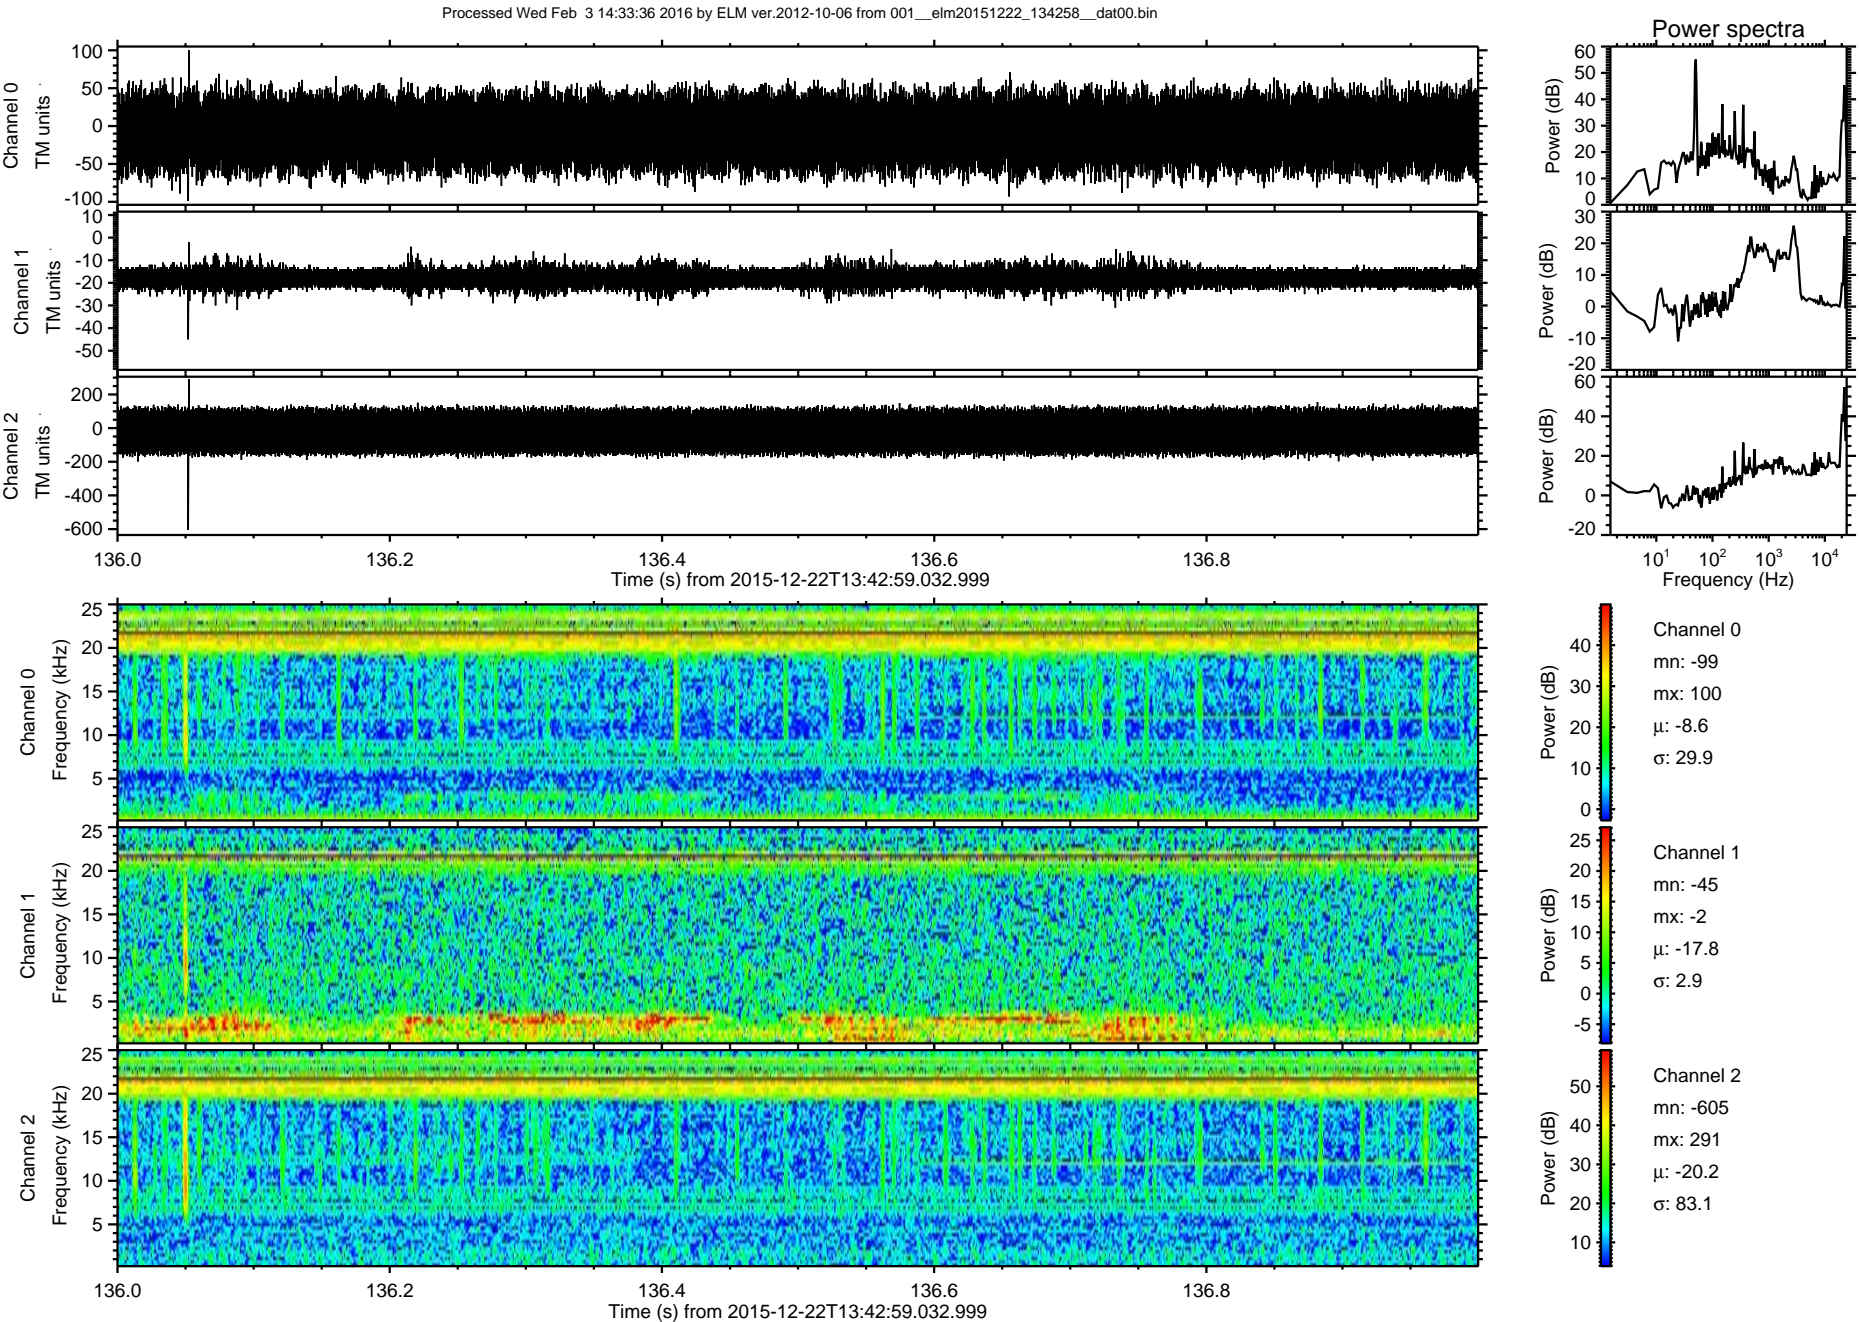 Processed Wed Feb  3 14:33:36 2016 by ELM ver.2012-10-06 from 001__elm20151222_134258__dat00.bin
Power spectra
Channel 0
TM units
100
50
0
-50
-100
Power (dB)
60
50
40
30
20
10
0
Channel 1
TM units
10
0
-10
-20
-30
-40
-50
Power (dB)
30
20
10
0
-10
-20
Channel 2
TM units
200
0
-200
-400
-600
Power (dB)
60
40
20
0
-20
136.0 136.2 136.4 136.6 136.8
Time (s) from 2015-12-22T13:42:59.032.999
10¹ 10² 10³ 10⁴
Frequency (Hz)
Channel 0
Frequency (kHz)
25
20
15
10
5
Power (dB)
40
30
20
10
0
Channel 0
mn: -99
mx: 100
μ: -8.6
σ: 29.9
Channel 1
Frequency (kHz)
25
20
15
10
5
Power (dB)
25
20
15
10
5
0
-5
Channel 1
mn: -45
mx: -2
μ: -17.8
σ: 2.9
Channel 2
Frequency (kHz)
25
20
15
10
5
Power (dB)
50
40
30
20
10
Channel 2
mn: -605
mx: 291
μ: -20.2
σ: 83.1
136.0 136.2 136.4 136.6 136.8
Time (s) from 2015-12-22T13:42:59.032.999